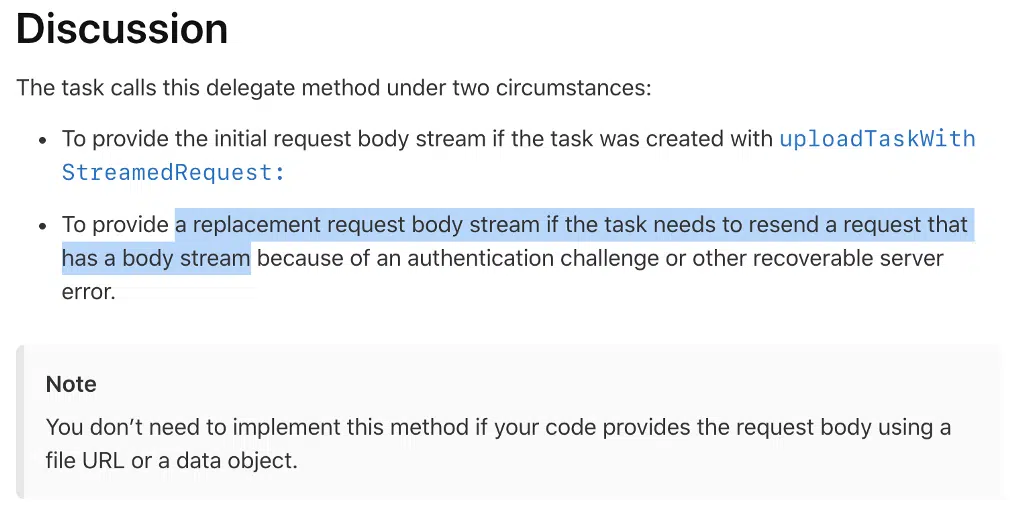 Discussion
The task calls this delegate method under two circumstances:
• To provide the initial request body stream if the task was created with uploadTaskWith
StreamedRequest:
• To provide a replacement request body stream if the task needs to resend a request that
has a body stream because of an authentication challenge or other recoverable server
error.
Note
You don’t need to implement this method if your code provides the request body using a
file URL or a data object.